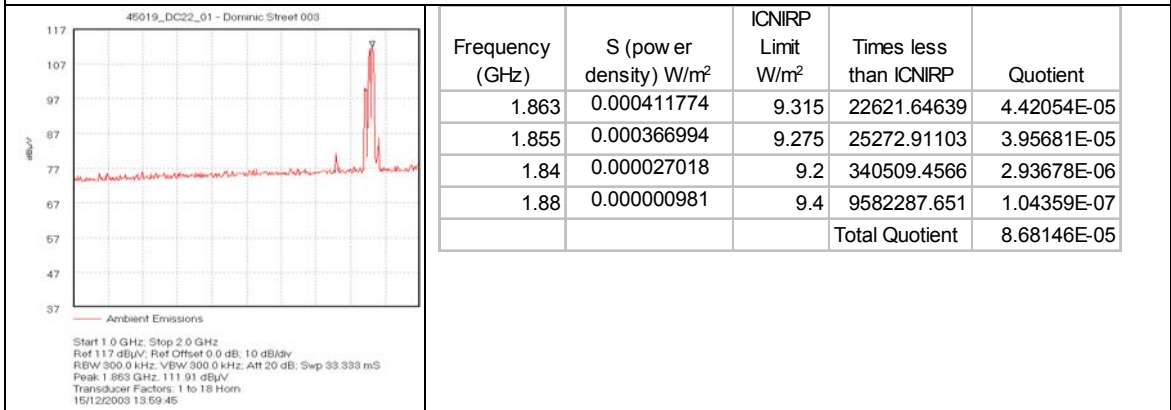 45019_DC22_01 - Dominic Street 003
117
107
97
87
77
67
57
47
37
dBµV
Ambient Emissions
Start 1.0 GHz; Stop 2.0 GHz
Ref 117 dBµV; Ref Offset 0.0 dB; 10 dB/div
RBW 300.0 kHz; VBW 300.0 kHz; Att 20 dB; Swp 33.333 mS
Peak 1.863 GHz, 111.91 dBµV
Transducer Factors: 1 to 18 Horn
15/12/2003 13:59:45
Frequency (GHz) S (pow er density) W/m² ICNIRP Limit W/m² Times less than ICNIRP Quotient
1.863 0.000411774 9.315 22621.64639 4.42054E-05
1.855 0.000366994 9.275 25272.91103 3.95681E-05
1.84 0.000027018 9.2 340509.4566 2.93678E-06
1.88 0.000000981 9.4 9582287.651 1.04359E-07
Total Quotient 8.68146E-05